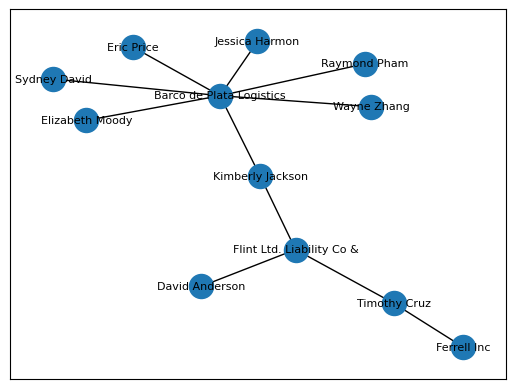 Jessica Harmon
Eric Price
Raymond Pham
Sydney David
Barco de Plata Logistics
Wayne Zhang
Elizabeth Moody
Kimberly Jackson
Flint Ltd. Liability Co &
David Anderson
Timothy Cruz
Ferrell Inc